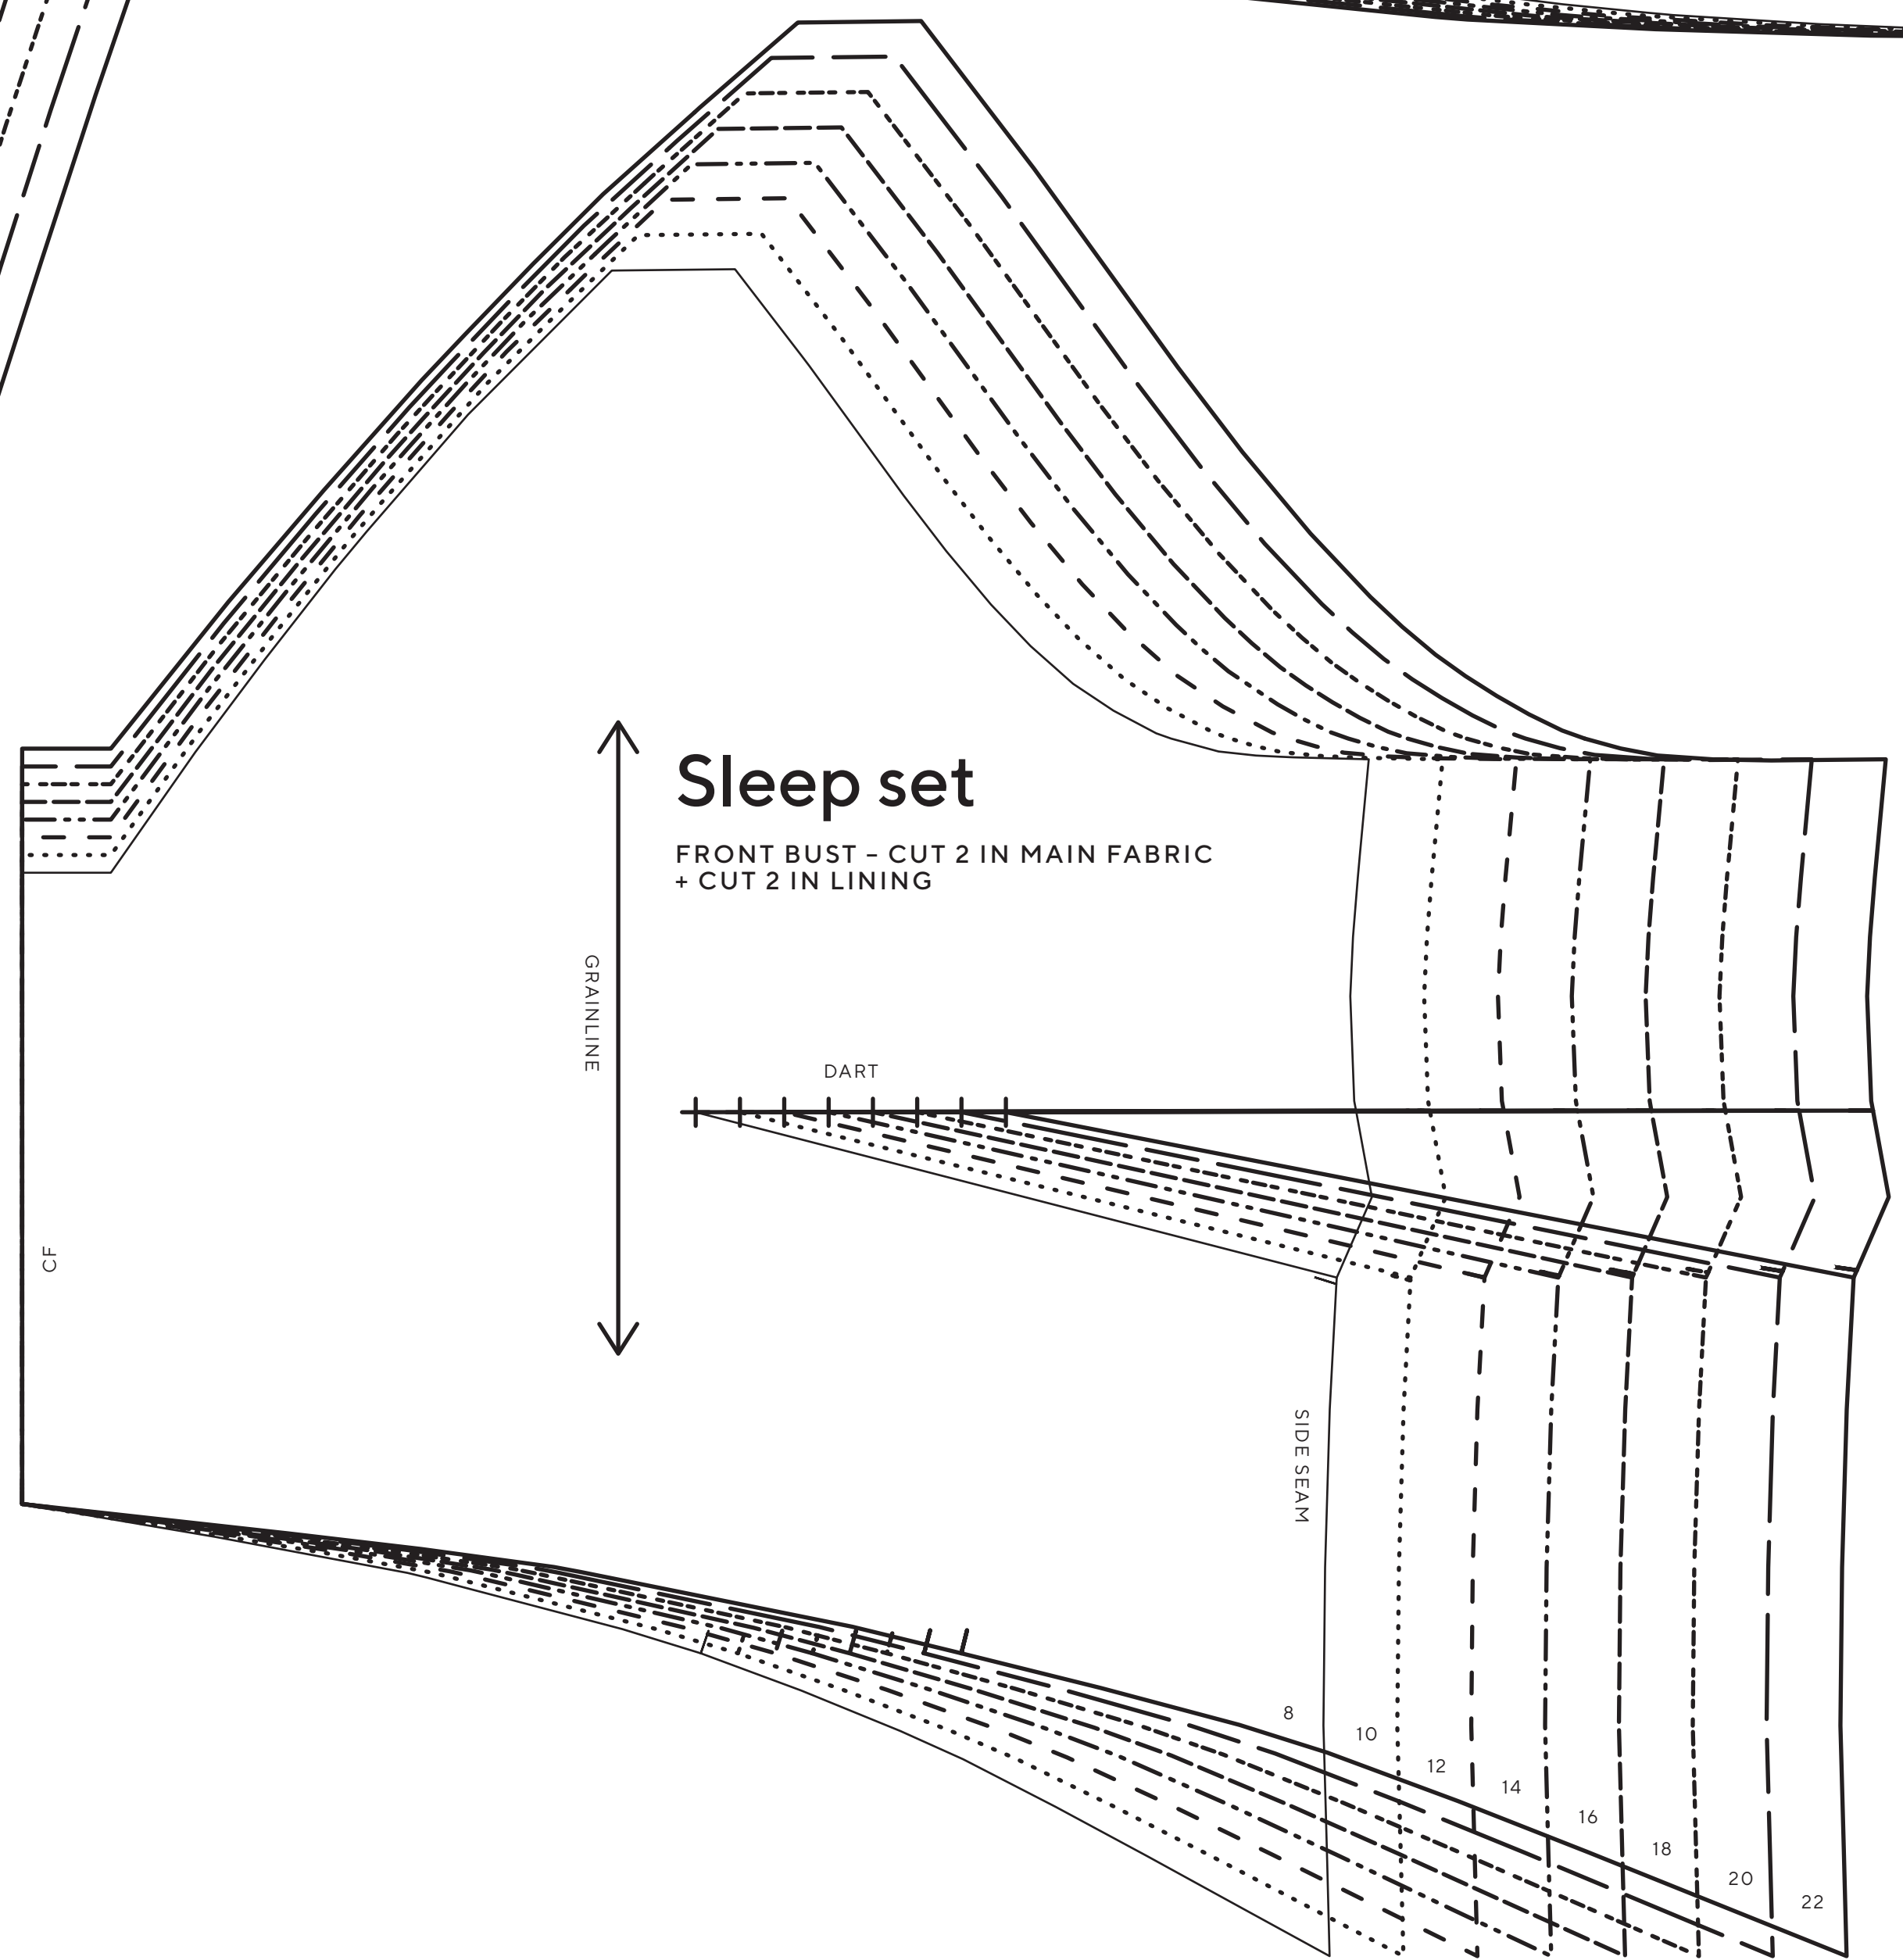 Sleep set
FRONT BUST – CUT 2 IN MAIN FABRIC
+ CUT 2 IN LINING
GRAINLINE
DART
CF
SIDE SEAM
8
10
12
14
16
18
20
22